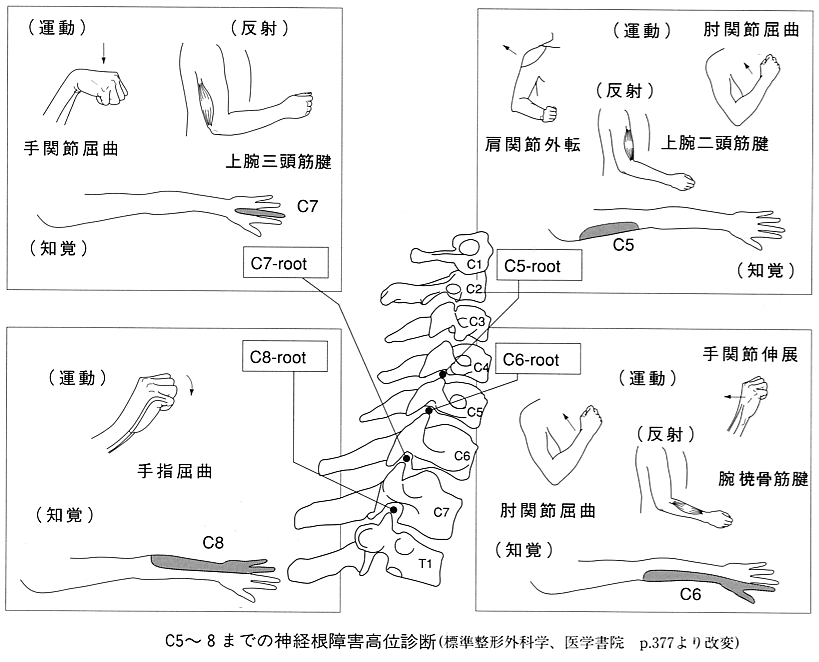 (運動)
(反射)
手関節屈曲
上腕三頭筋腱
C7
(知覚)
C7-root
(運動)
肘関節屈曲
(反射)
肩関節外転
上腕二頭筋腱
C5
(知覚)
C5-root
C1
C2
C3
C4
C5
C6
C7
T1
C8-root
(運動)
手指屈曲
(知覚)
C8
C6-root
手関節伸展
(運動)
(反射)
肘関節屈曲
腕橈骨筋腱
(知覚)
C6
C5〜8までの神経根障害高位診断(標準整形外科学、医学書院 p.377より改変)